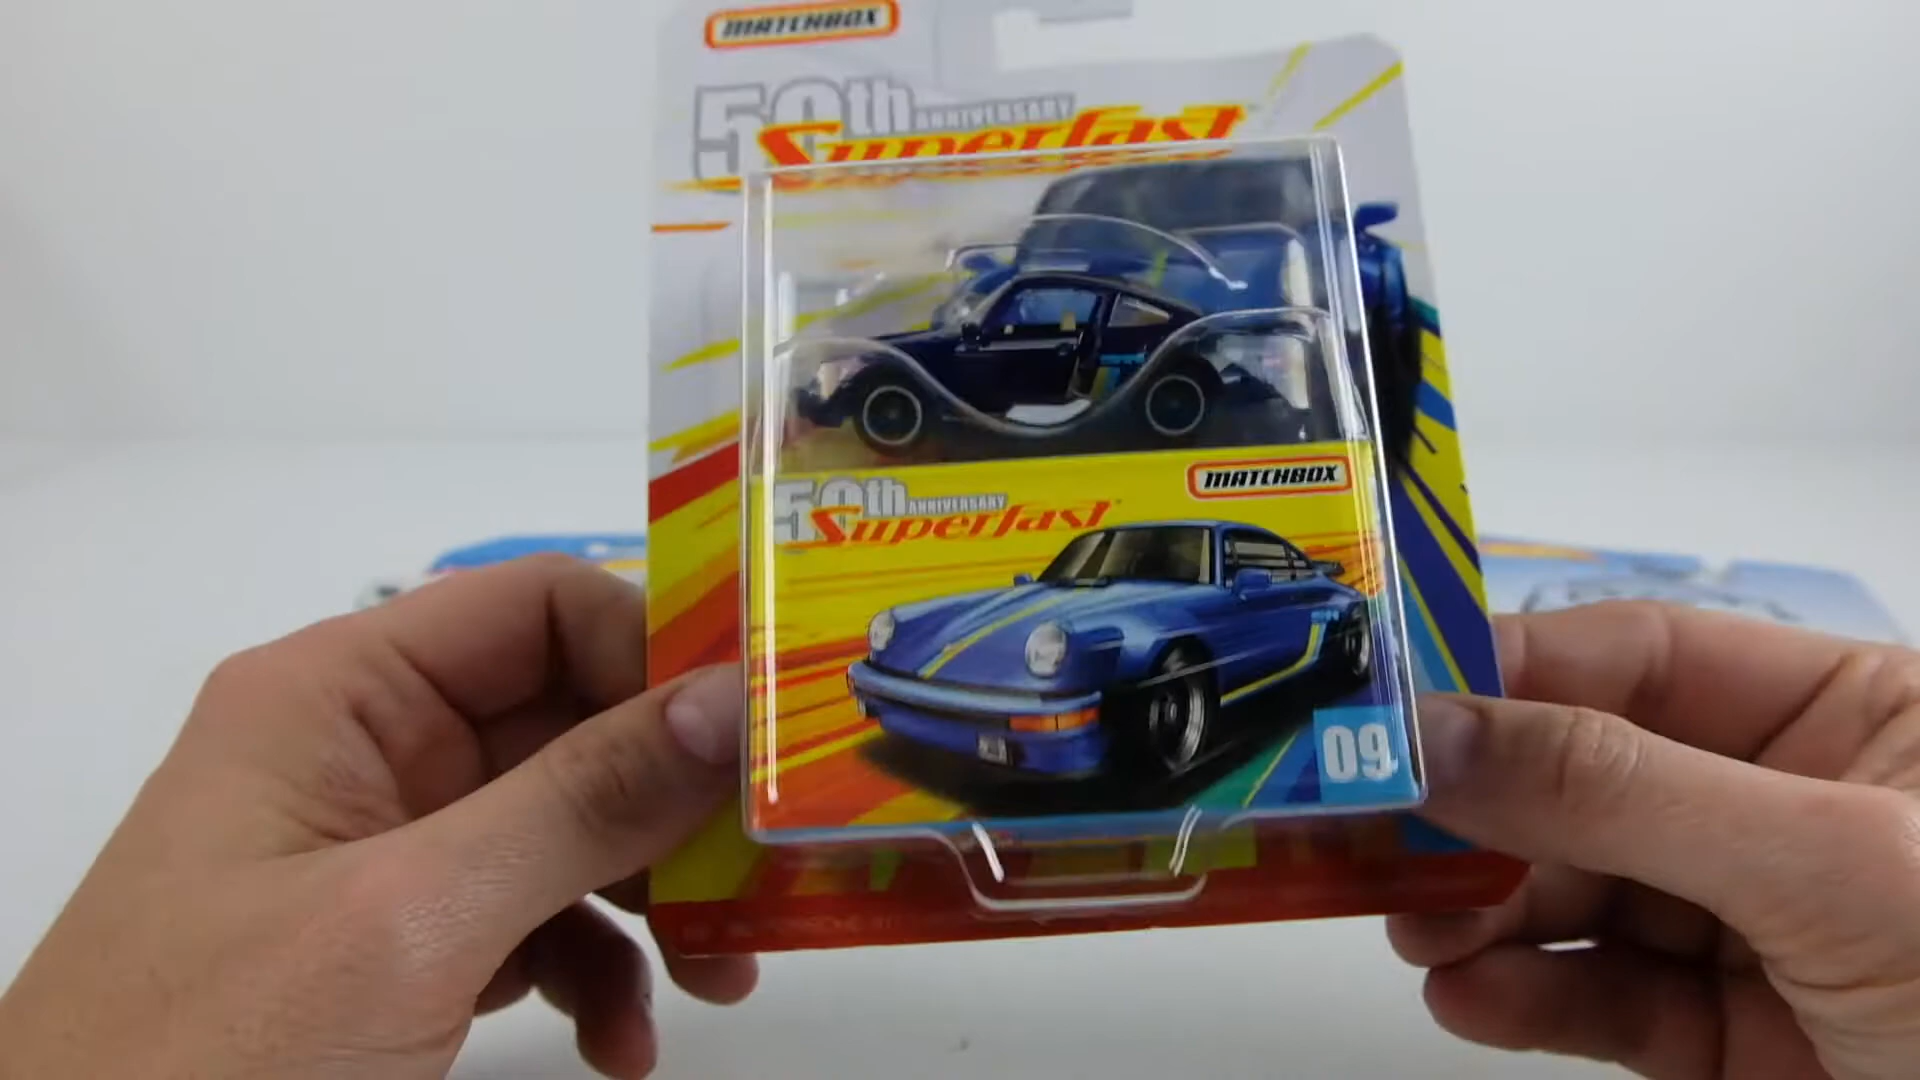 MATCHBOX
50th ANNIVERSARY
Superfast
MATCHBOX
50th ANNIVERSARY
Superfast
09